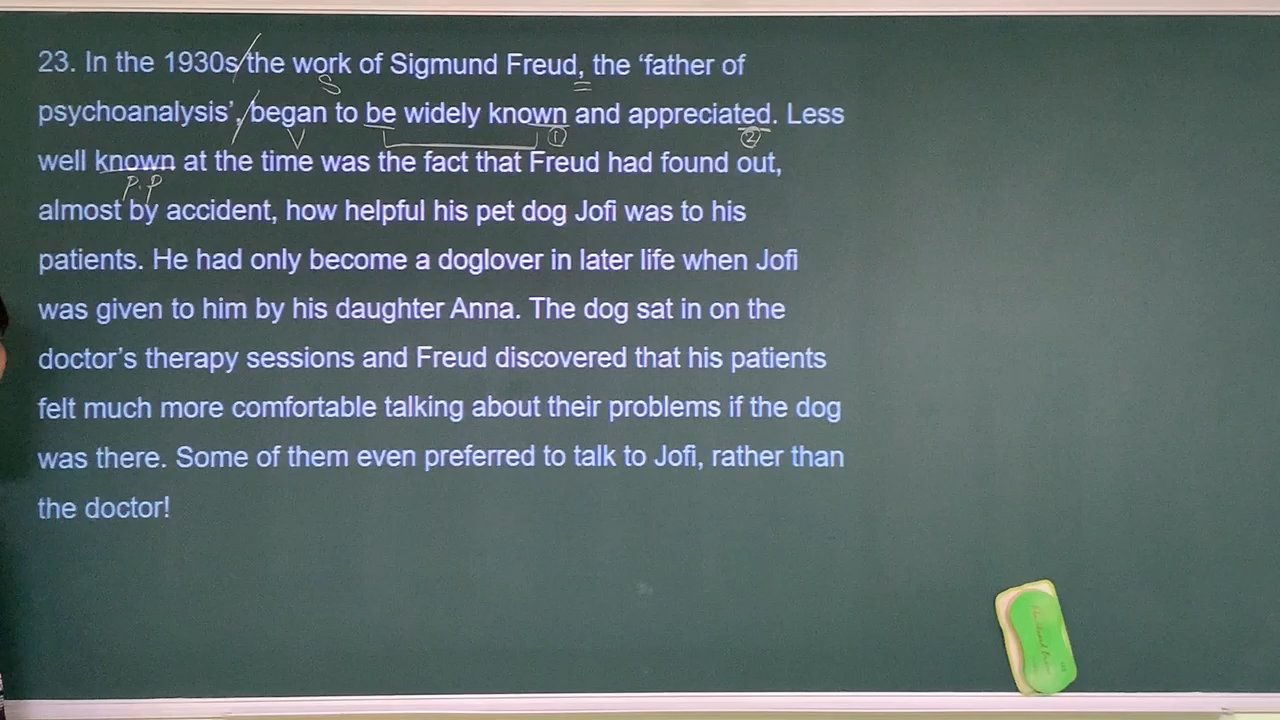 23. In the 1930s the work of Sigmund Freud, the ‘father of
S
psychoanalysis’, began to be widely known and appreciated. Less
V ① ②
well known at the time was the fact that Freud had found out,
p.p
almost by accident, how helpful his pet dog Jofi was to his
patients. He had only become a doglover in later life when Jofi
was given to him by his daughter Anna. The dog sat in on the
doctor’s therapy sessions and Freud discovered that his patients
felt much more comfortable talking about their problems if the dog
was there. Some of them even preferred to talk to Jofi, rather than
the doctor!